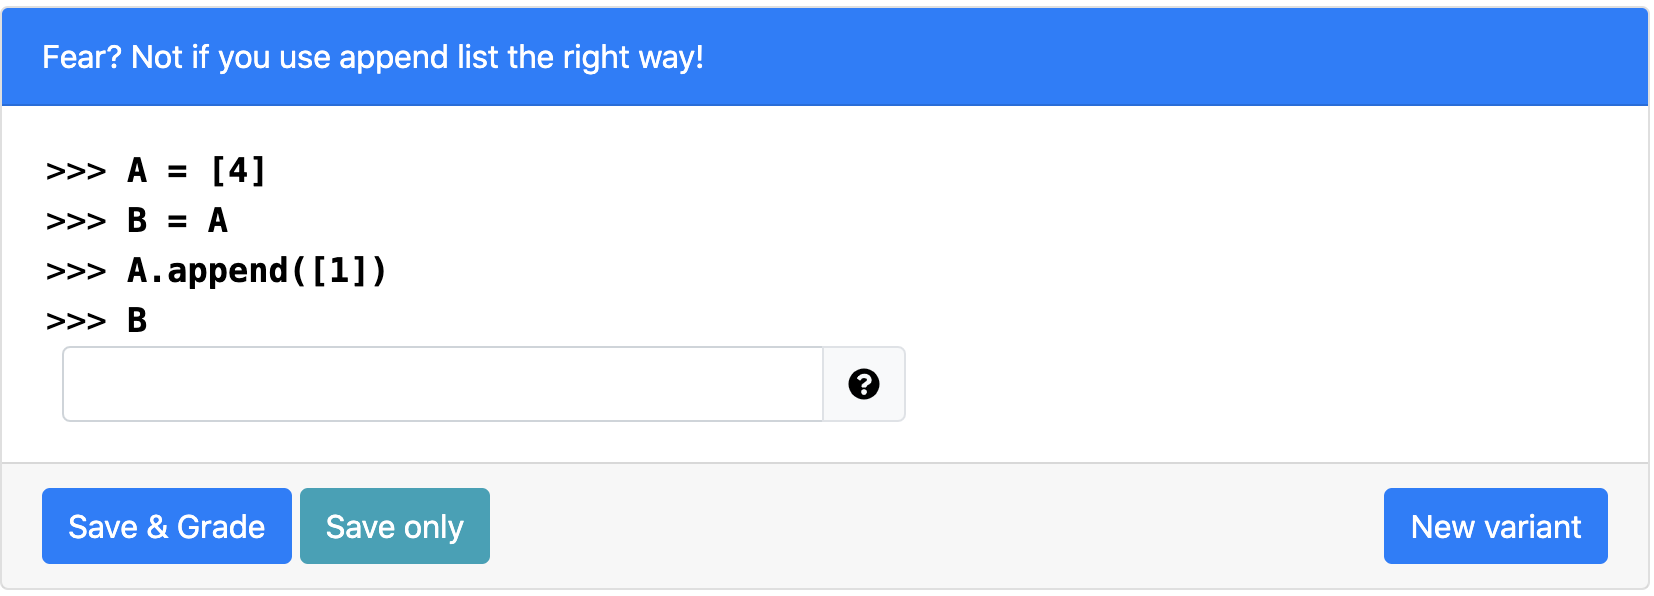 Fear? Not if you use append list the right way!
>>> A = [4]
>>> B = A
>>> A.append([1])
>>> B
?
Save & Grade
Save only
New variant